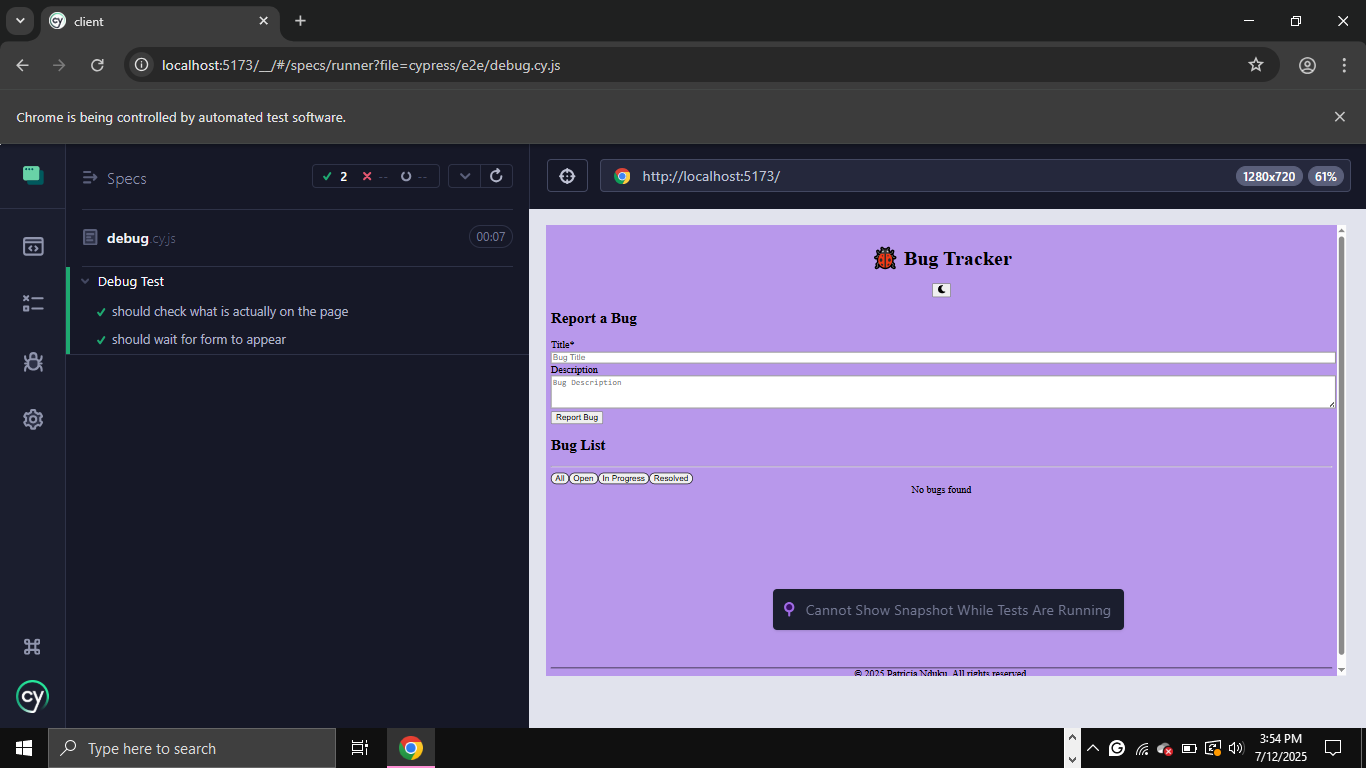 client
localhost:5173/__/#/specs/runner?file=cypress/e2e/debug.cy.js
Chrome is being controlled by automated test software.
Specs
2 -- --
http://localhost:5173/
1280x720
61%
debug.cy.js
00:07
Debug Test
should check what is actually on the page
should wait for form to appear
Bug Tracker
Report a Bug
Title*
Bug Title
Description
Bug Description
Report Bug
Bug List
All Open In Progress Resolved
No bugs found
Cannot Show Snapshot While Tests Are Running
© 2025 Patricia Nduku. All rights reserved
cy
Type here to search
3:54 PM
7/12/2025